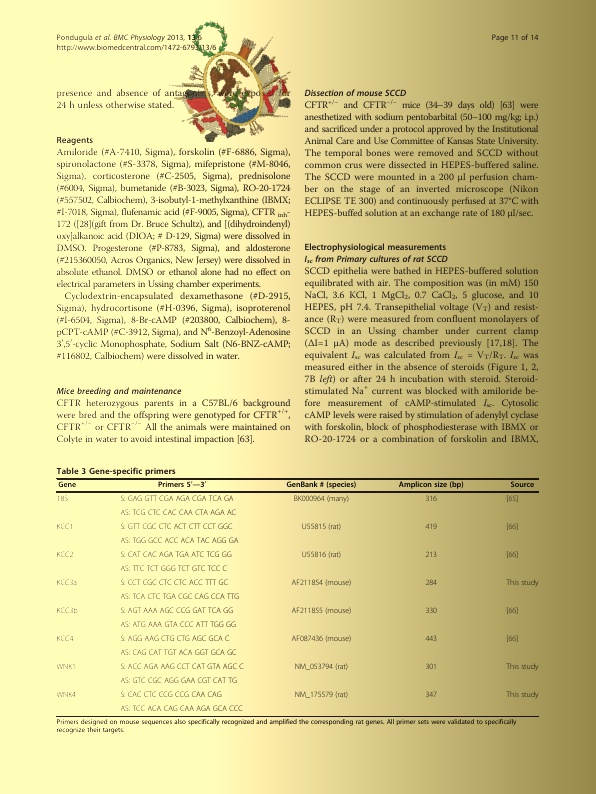 Pondugula et al. BMC Physiology 2013, 13:6
http://www.biomedcentral.com/1472-6793/13/6
Page 11 of 14
presence and absence of antagonists, were exposed for
24 h unless otherwise stated.
Reagents
Amiloride (#A-7410, Sigma), forskolin (#F-6886, Sigma),
spironolactone (#S-3378, Sigma), mifepristone (#M-8046,
Sigma), corticosterone (#C-2505, Sigma), prednisolone
(#6004, Sigma), bumetanide (#B-3023, Sigma), RO-20-1724
(#557502, Calbiochem), 3-isobutyl-1-methylxanthine (IBMX;
#I-7018, Sigma), flufenamic acid (#F-9005, Sigma), CFTR inh-
172 ([28](gift from Dr. Bruce Schultz), and [(dihydroindenyl)
oxy]alkanoic acid (DIOA; # D-129, Sigma) were dissolved in
DMSO. Progesterone (#P-8783, Sigma), and aldosterone
(#215360050, Acros Organics, New Jersey) were dissolved in
absolute ethanol. DMSO or ethanol alone had no effect on
electrical parameters in Ussing chamber experiments.
Cyclodextrin-encapsulated dexamethasone (#D-2915,
Sigma), hydrocortisone (#H-0396, Sigma), isoproterenol
(#I-6504, Sigma), 8-Br-cAMP (#203800, Calbiochem), 8-
pCPT-cAMP (#C-3912, Sigma), and N⁶-Benzoyl-Adenosine
3′,5′-cyclic Monophosphate, Sodium Salt (N6-BNZ-cAMP;
#116802, Calbiochem) were dissolved in water.
Mice breeding and maintenance
CFTR heterozygous parents in a C57BL/6 background
were bred and the offspring were genotyped for CFTR⁺/⁺,
CFTR⁺/⁻ or CFTR⁻/⁻ All the animals were maintained on
Colyte in water to avoid intestinal impaction [63].
Dissection of mouse SCCD
CFTR⁺/⁻ and CFTR⁻/⁻ mice (34–39 days old) [63] were
anesthetized with sodium pentobarbital (50–100 mg/kg; i.p.)
and sacrificed under a protocol approved by the Institutional
Animal Care and Use Committee of Kansas State University.
The temporal bones were removed and SCCD without
common crus were dissected in HEPES-buffered saline.
The SCCD were mounted in a 200 μl perfusion cham-
ber on the stage of an inverted microscope (Nikon
ECLIPSE TE 300) and continuously perfused at 37°C with
HEPES-buffed solution at an exchange rate of 180 μl/sec.
Electrophysiological measurements
Isc from Primary cultures of rat SCCD
SCCD epithelia were bathed in HEPES-buffered solution
equilibrated with air. The composition was (in mM) 150
NaCl, 3.6 KCl, 1 MgCl₂, 0.7 CaCl₂, 5 glucose, and 10
HEPES, pH 7.4. Transepithelial voltage (VT) and resist-
ance (RT) were measured from confluent monolayers of
SCCD in an Ussing chamber under current clamp
(ΔI=1 μA) mode as described previously [17,18]. The
equivalent Isc was calculated from Isc = VT/RT. Isc was
measured either in the absence of steroids (Figure 1, 2,
7B left) or after 24 h incubation with steroid. Steroid-
stimulated Na⁺ current was blocked with amiloride be-
fore measurement of cAMP-stimulated Isc. Cytosolic
cAMP levels were raised by stimulation of adenylyl cyclase
with forskolin, block of phosphodiesterase with IBMX or
RO-20-1724 or a combination of forskolin and IBMX,
Table 3 Gene-specific primers
Gene Primers 5′—3′ GenBank # (species) Amplicon size (bp) Source
18S S: GAG GTT CGA AGA CGA TCA GA BK000964 (many) 316 [65]
AS: TCG CTC CAC CAA CTA AGA AC
KCC1 S: GTT CGC CTC ACT CTT CCT GGC U55815 (rat) 419 [66]
AS: TGG GCC ACC ACA TAC AGG GA
KCC2 S: CAT CAC AGA TGA ATC TCG GG U55816 (rat) 213 [66]
AS: TTC TCT GGG TCT GTC TCC C
KCC3a S: CCT CGC CTC CTC ACC TTT GC AF211854 (mouse) 284 This study
AS: TCA CTC TGA CGC CAG CCA TTG
KCC3b S: AGT AAA AGC CCG GAT TCA GG AF211855 (mouse) 330 [66]
AS: ATG AAA GTA CCC ATT TGG GG
KCC4 S: AGG AAG CTG CTG AGC GCA C AF087436 (mouse) 443 [66]
AS: CAG CAT TGT ACA GGT GCA GC
WNK1 S: ACC AGA AAG CCT CAT GTA AGC C NM_053794 (rat) 301 This study
AS: GTC CGC AGG GAA CGT CAT TG
WNK4 S: CAC CTC CCG CCG CAA CAG NM_175579 (rat) 347 This study
AS: TCC ACA CAG CAA AGA GCA CCC
Primers designed on mouse sequences also specifically recognized and amplified the corresponding rat genes. All primer sets were validated to specifically
recognize their targets.